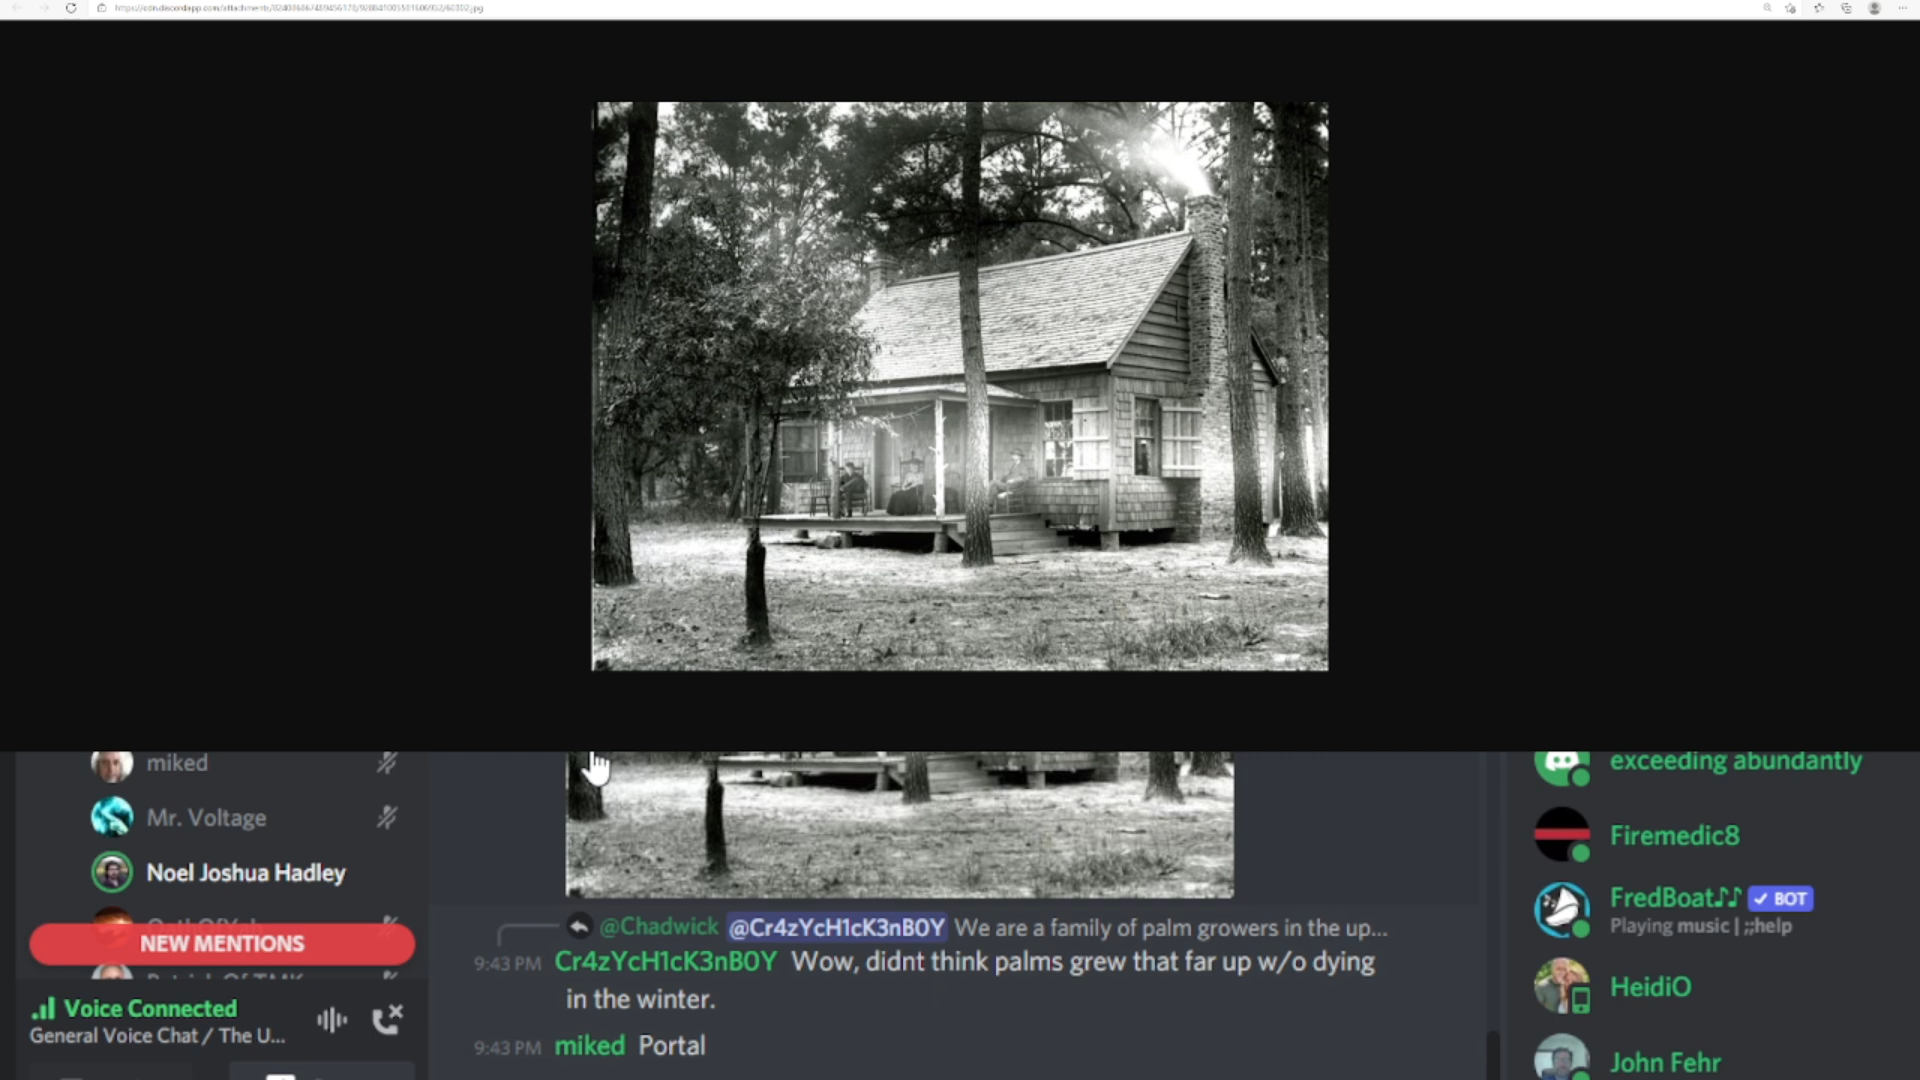 miked
Mr. Voltage
Noel Joshua Hadley
NEW MENTIONS
Voice Connected
General Voice Chat / The U...
@Chadwick @Cr4zYcH1cK3nB0Y We are a family of palm growers in the up...
9:43 PM Cr4zYcH1cK3nB0Y Wow, didnt think palms grew that far up w/o dying
in the winter.
9:43 PM miked Portal
exceeding abundantly
Firemedic8
FredBoat♪♪ ✓ BOT
Playing music | ;;help
HeidiO
John Fehr